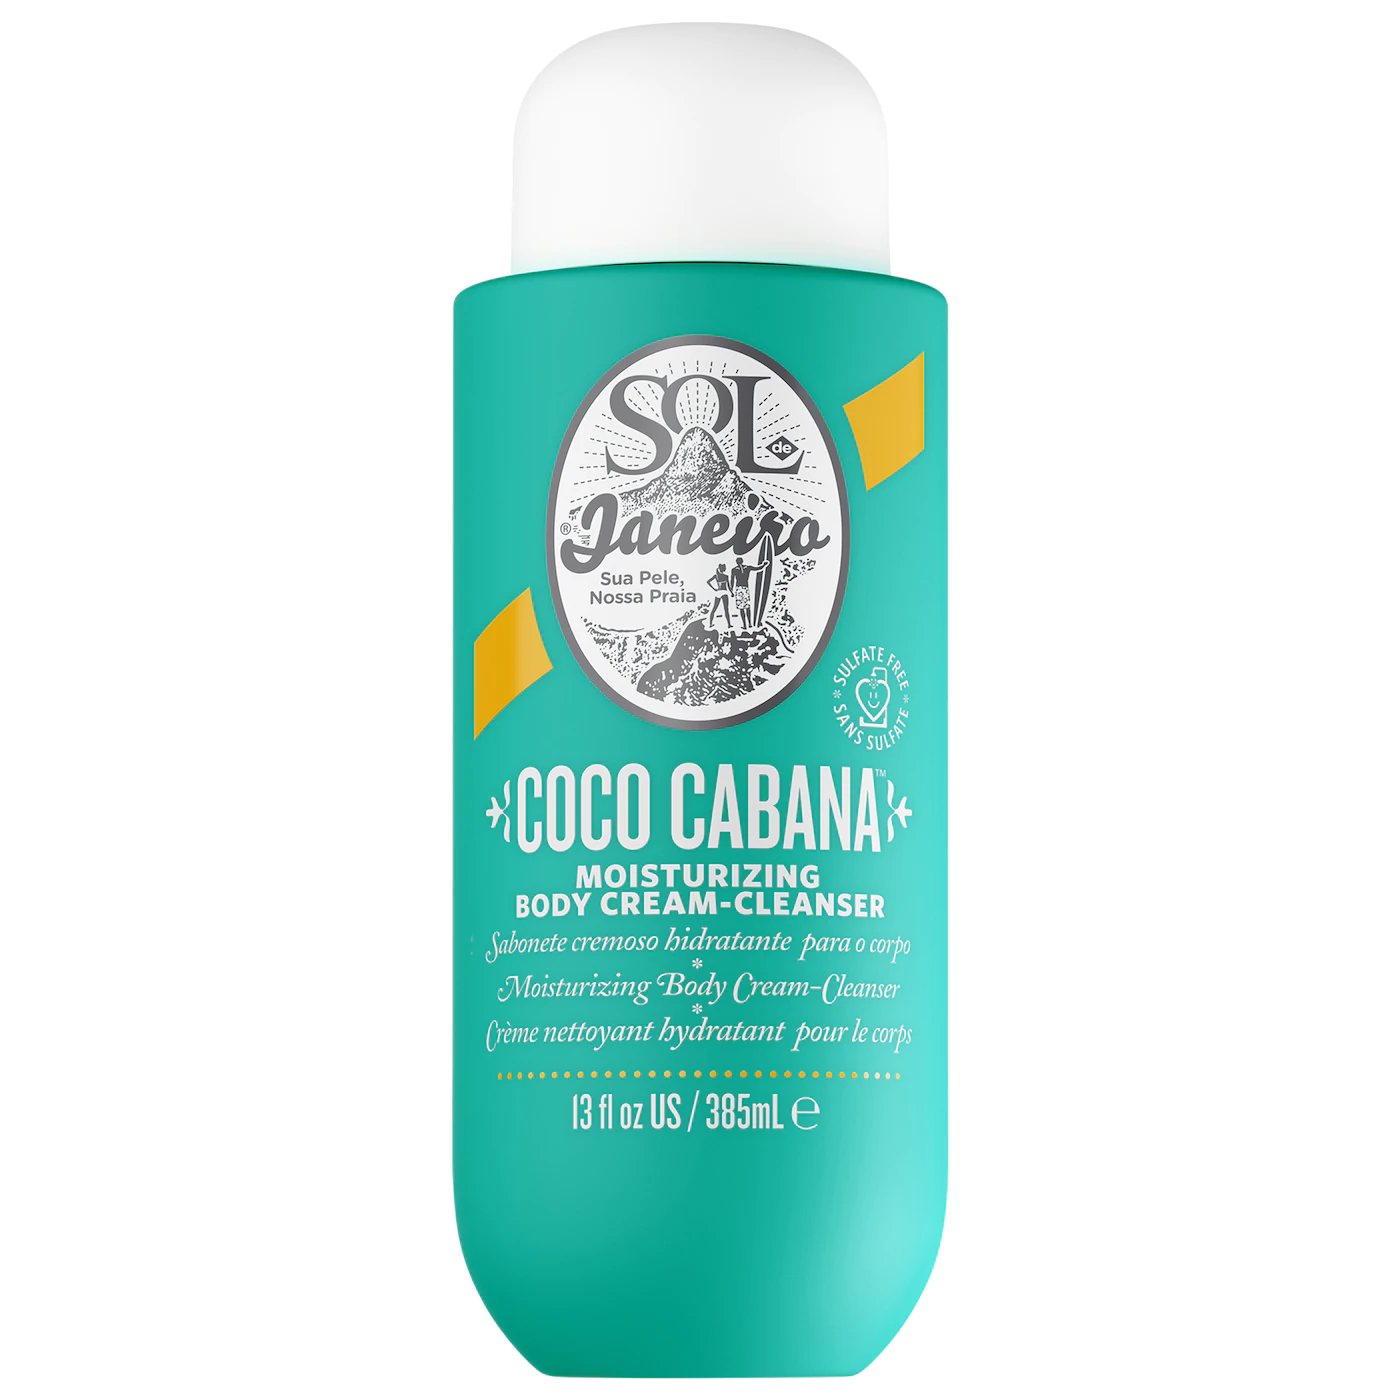 SOL
de
® Janeiro
Sua Pele,
Nossa Praia
* SULFATE FREE *
SANS SULFATE
COCO CABANA™
MOISTURIZING
BODY CREAM-CLEANSER
Sabonete cremoso hidratante para o corpo
*
Moisturizing Body Cream-Cleanser
*
Crème nettoyant hydratant pour le corps
13 fl oz US / 385mL ℮